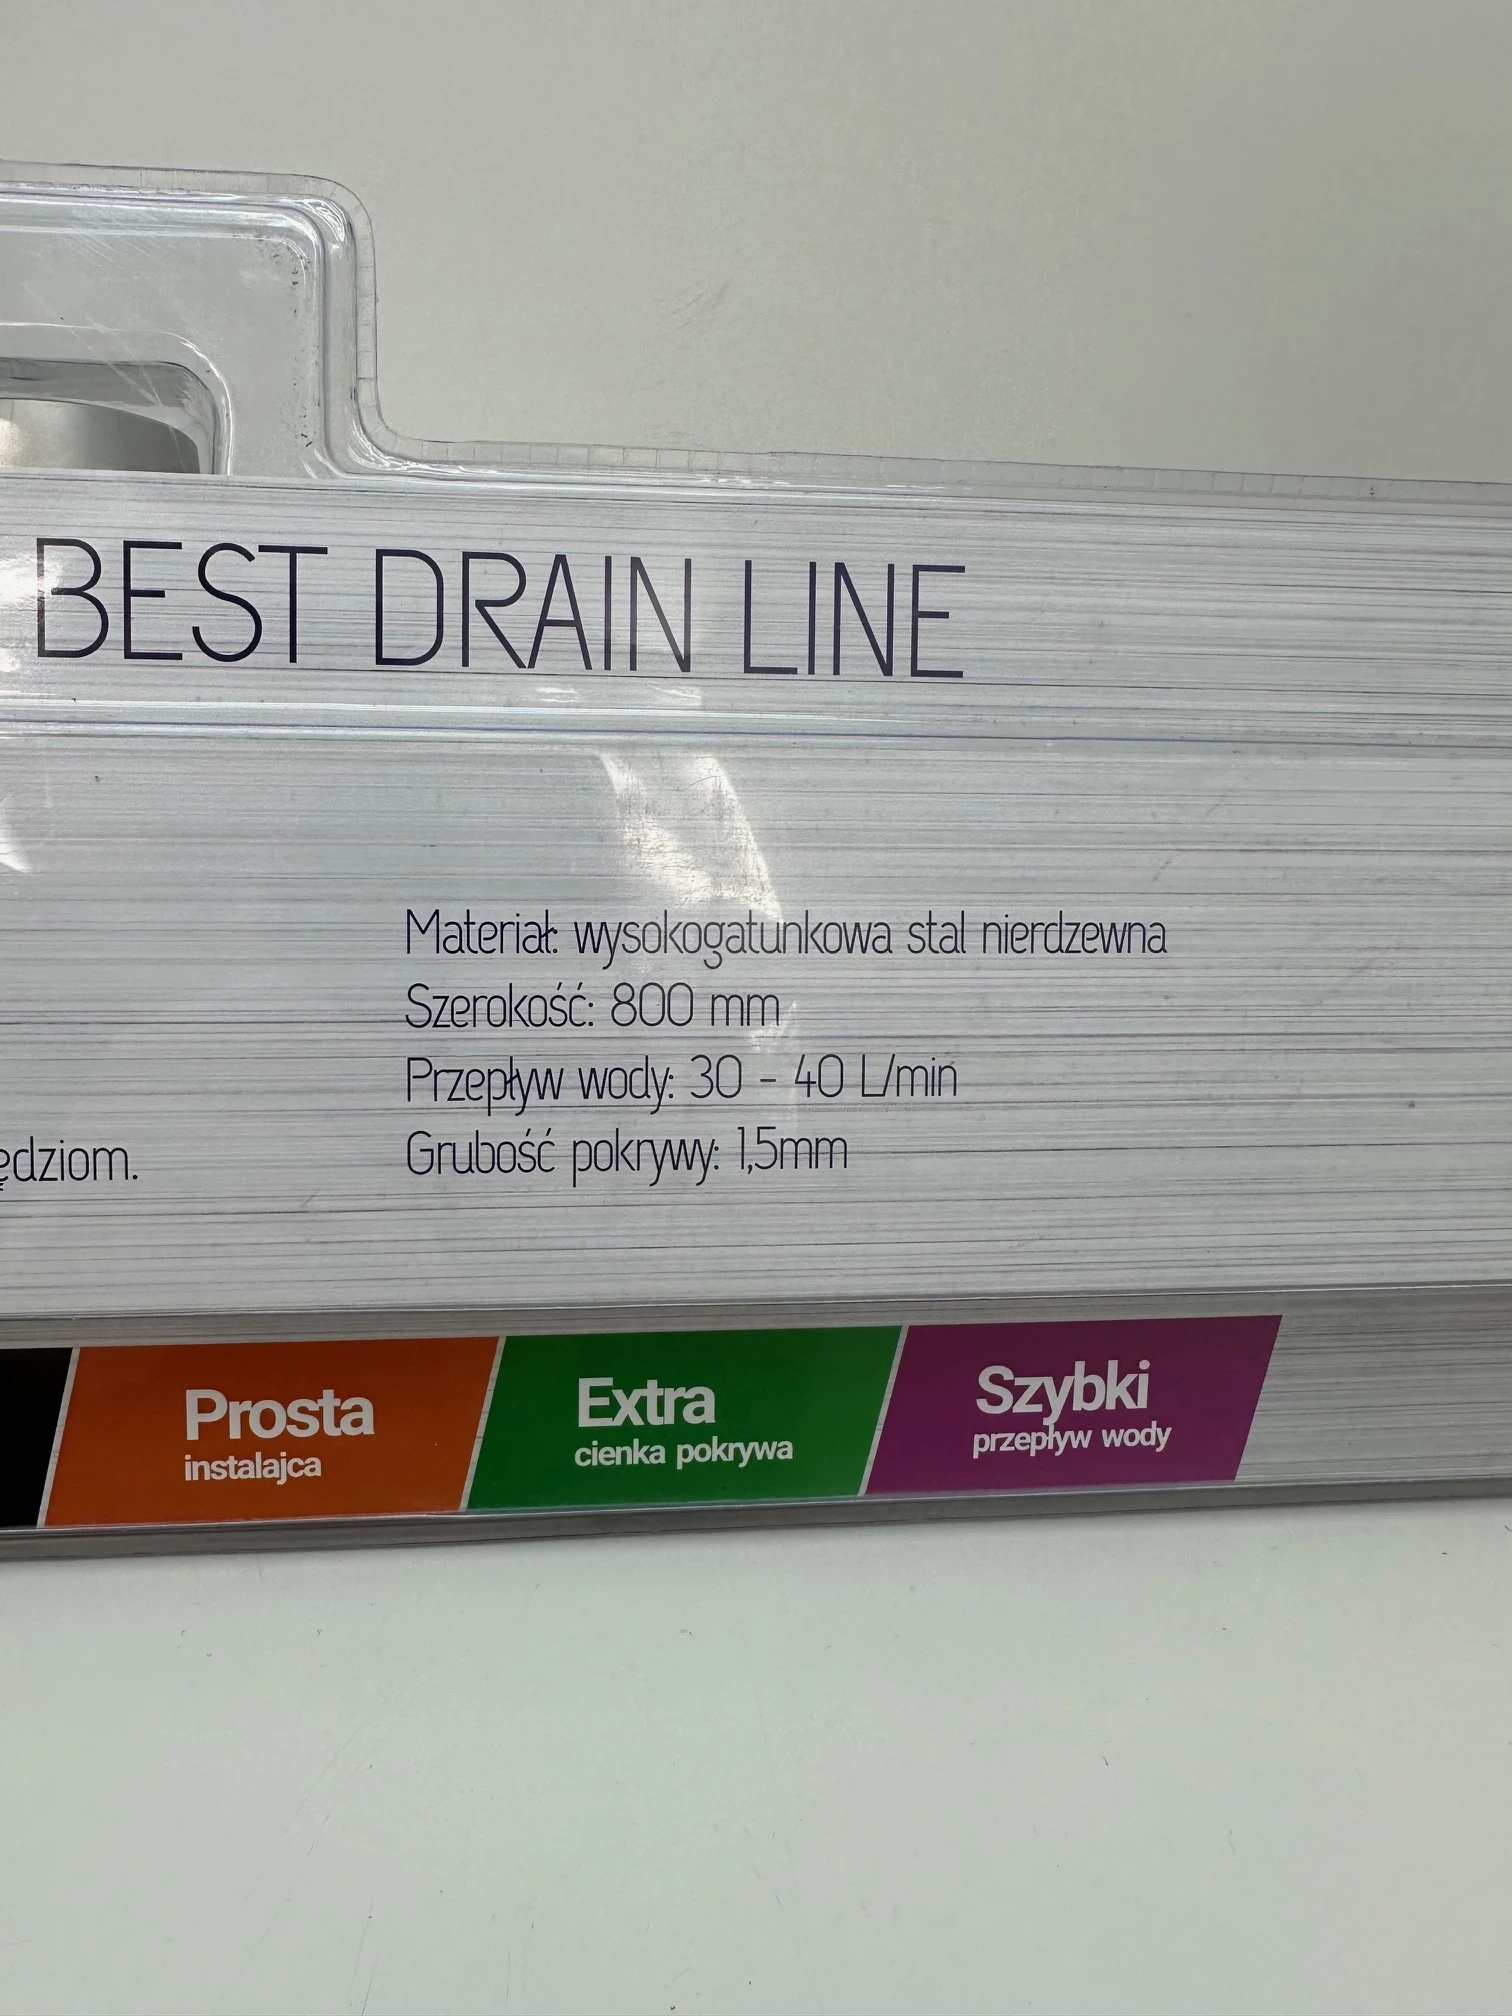 BEST DRAIN LINE
Materiał: wysokogatunkowa stal nierdzewna
Szerokość: 800 mm
Przepływ wody: 30 - 40 L/min
Grubość pokrywy: 1,5mm
ędziom.
Prosta
instalajca
Extra
cienka pokrywa
Szybki
przepływ wody